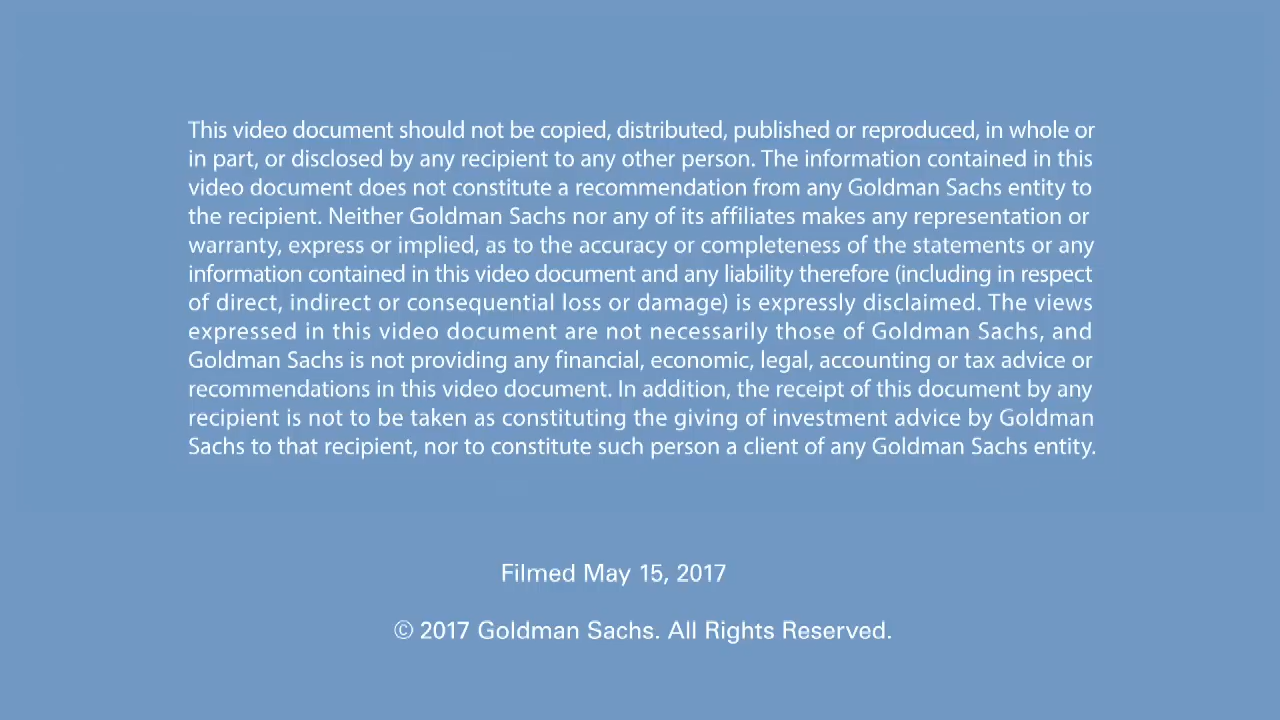 This video document should not be copied, distributed, published or reproduced, in whole or
in part, or disclosed by any recipient to any other person. The information contained in this
video document does not constitute a recommendation from any Goldman Sachs entity to
the recipient. Neither Goldman Sachs nor any of its affiliates makes any representation or
warranty, express or implied, as to the accuracy or completeness of the statements or any
information contained in this video document and any liability therefore (including in respect
of direct, indirect or consequential loss or damage) is expressly disclaimed. The views
expressed in this video document are not necessarily those of Goldman Sachs, and
Goldman Sachs is not providing any financial, economic, legal, accounting or tax advice or
recommendations in this video document. In addition, the receipt of this document by any
recipient is not to be taken as constituting the giving of investment advice by Goldman
Sachs to that recipient, nor to constitute such person a client of any Goldman Sachs entity.
Filmed May 15, 2017
© 2017 Goldman Sachs. All Rights Reserved.